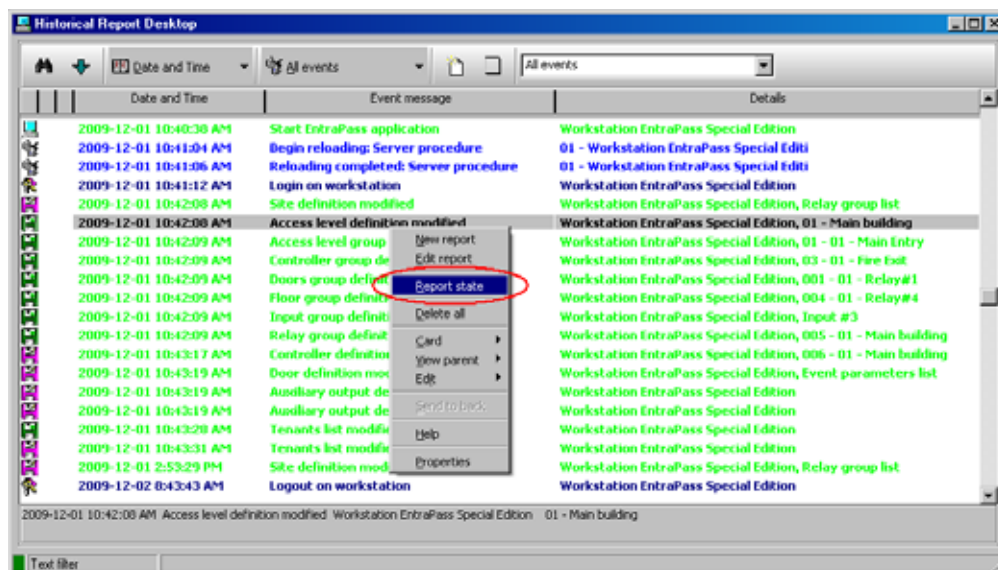 Historical Report Desktop
Date and Time All events All events
Date and Time Event message Details
2009-12-01 10:40:38 AM Start EntraPass application Workstation EntraPass Special Edition
2009-12-01 10:41:04 AM Begin reloading: Server procedure 01 - Workstation EntraPass Special Editi
2009-12-01 10:41:06 AM Reloading completed: Server procedure 01 - Workstation EntraPass Special Editi
2009-12-01 10:41:12 AM Login on workstation Workstation EntraPass Special Edition
2009-12-01 10:42:08 AM Site definition modified Workstation EntraPass Special Edition, Relay group list
2009-12-01 10:42:08 AM Access level definition modified Workstation EntraPass Special Edition, 01 - Main building
2009-12-01 10:42:09 AM Access level group Workstation EntraPass Special Edition, 01 - 01 - Main Entry
2009-12-01 10:42:09 AM Controller group de Workstation EntraPass Special Edition, 03 - 01 - Fire Exit
2009-12-01 10:42:09 AM Doors group defini Workstation EntraPass Special Edition, 001 - 01 - Relay#1
2009-12-01 10:42:09 AM Floor group definit Workstation EntraPass Special Edition, 004 - 01 - Relay#4
2009-12-01 10:42:09 AM Input group definit Workstation EntraPass Special Edition, Input #3
2009-12-01 10:42:09 AM Relay group definit Workstation EntraPass Special Edition, 005 - 01 - Main building
2009-12-01 10:43:17 AM Controller definition Workstation EntraPass Special Edition, 006 - 01 - Main building
2009-12-01 10:43:19 AM Door definition mod Workstation EntraPass Special Edition, Event parameters list
2009-12-01 10:43:19 AM Auxiliary output de Workstation EntraPass Special Edition
2009-12-01 10:43:19 AM Auxiliary output de Workstation EntraPass Special Edition
2009-12-01 10:43:28 AM Tenants list modifi Workstation EntraPass Special Edition
2009-12-01 10:43:31 AM Tenants list modifi Workstation EntraPass Special Edition
2009-12-01 2:53:29 PM Site definition mod Workstation EntraPass Special Edition, Relay group list
2009-12-02 8:43:43 AM Logout on workstation Workstation EntraPass Special Edition
New report
Edit report
Report state
Delete all
Card
View parent
Edit
Send to back
Help
Properties
2009-12-01 10:42:08 AM Access level definition modified Workstation EntraPass Special Edition 01 - Main building
Text filter